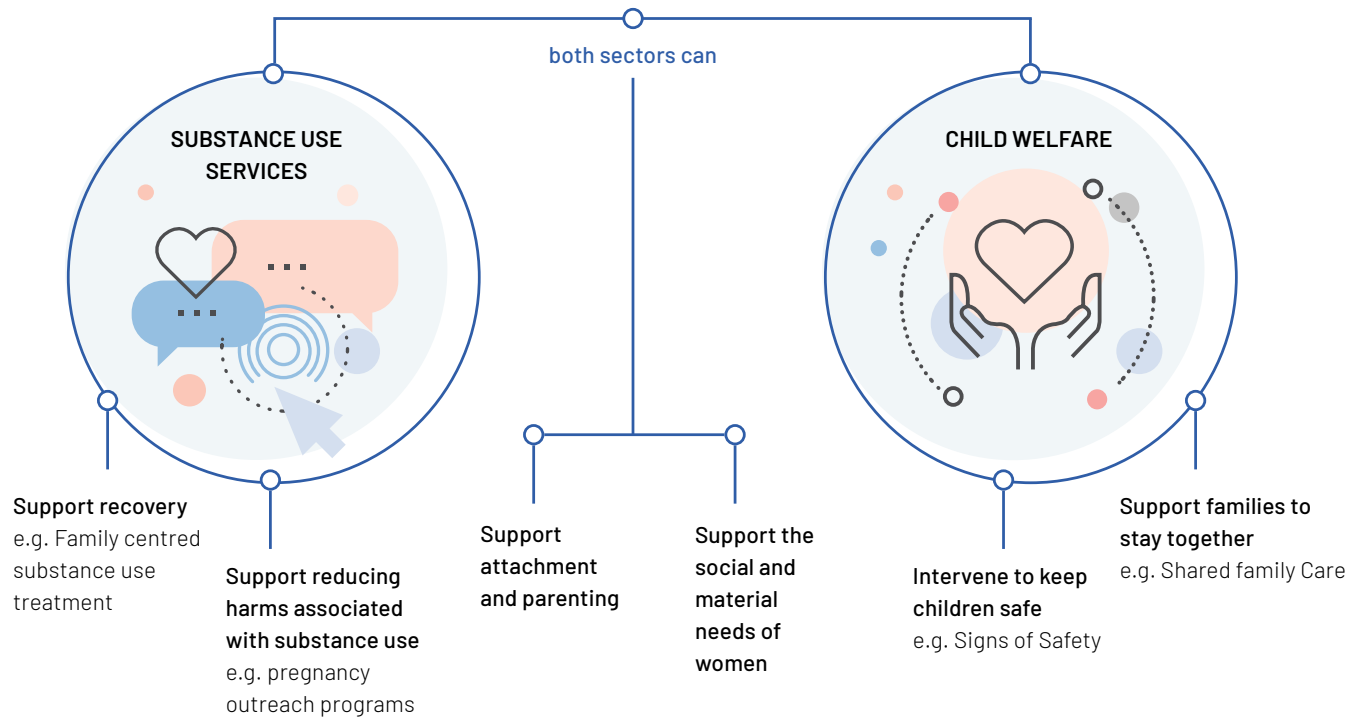 both sectors can
SUBSTANCE USE
SERVICES
CHILD WELFARE
Support recovery
e.g. Family centred
substance use
treatment
Support reducing
harms associated
with substance use
e.g. pregnancy
outreach programs
Support
attachment
and parenting
Support the
social and
material
needs of
women
Intervene to keep
children safe
e.g. Signs of Safety
Support families to
stay together
e.g. Shared family Care